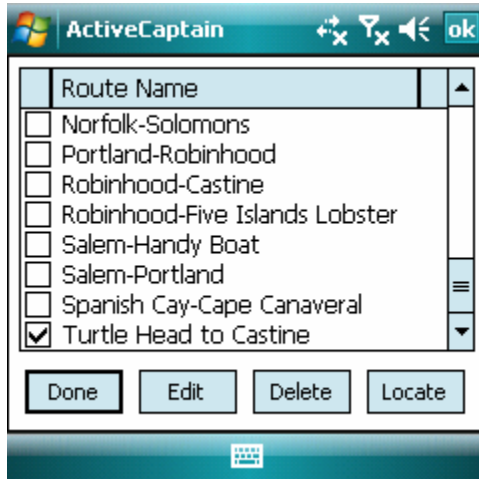 ActiveCaptain ok
Route Name
Norfolk-Solomons
Portland-Robinhood
Robinhood-Castine
Robinhood-Five Islands Lobster
Salem-Handy Boat
Salem-Portland
Spanish Cay-Cape Canaveral
Turtle Head to Castine
Done Edit Delete Locate